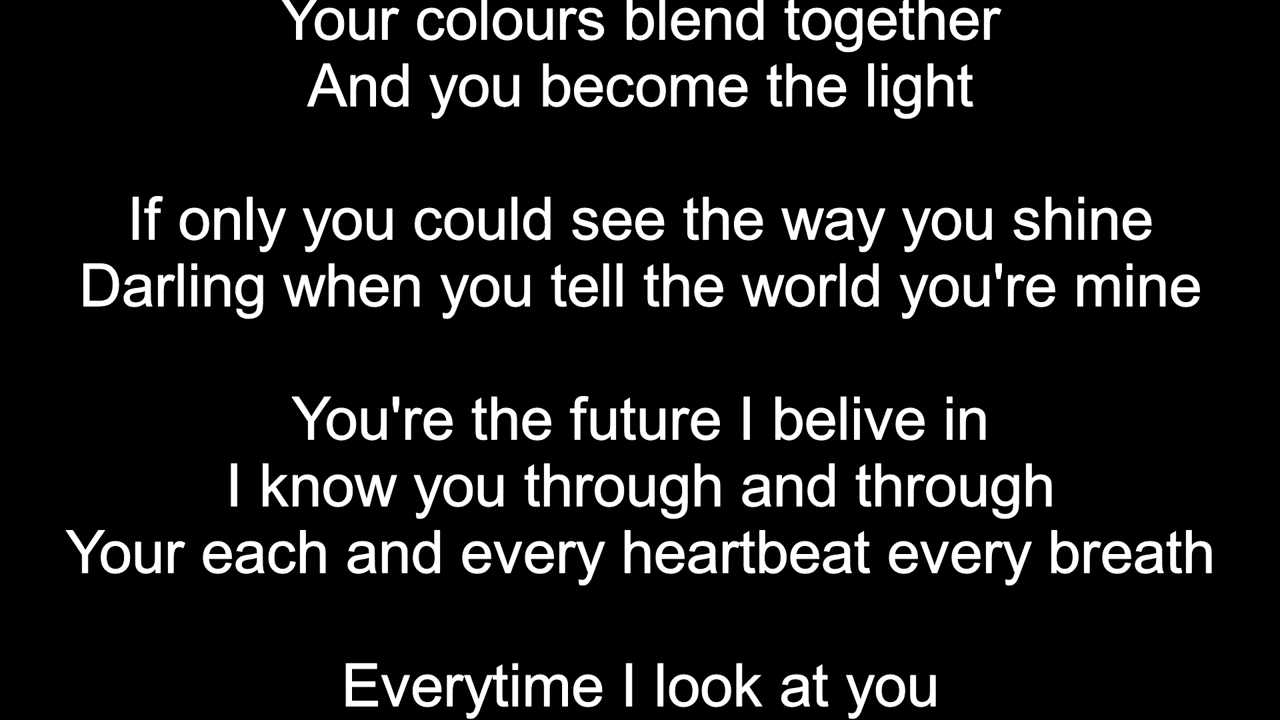 Your colours blend together
And you become the light
If only you could see the way you shine
Darling when you tell the world you're mine
You're the future I belive in
I know you through and through
Your each and every heartbeat every breath
Everytime I look at you